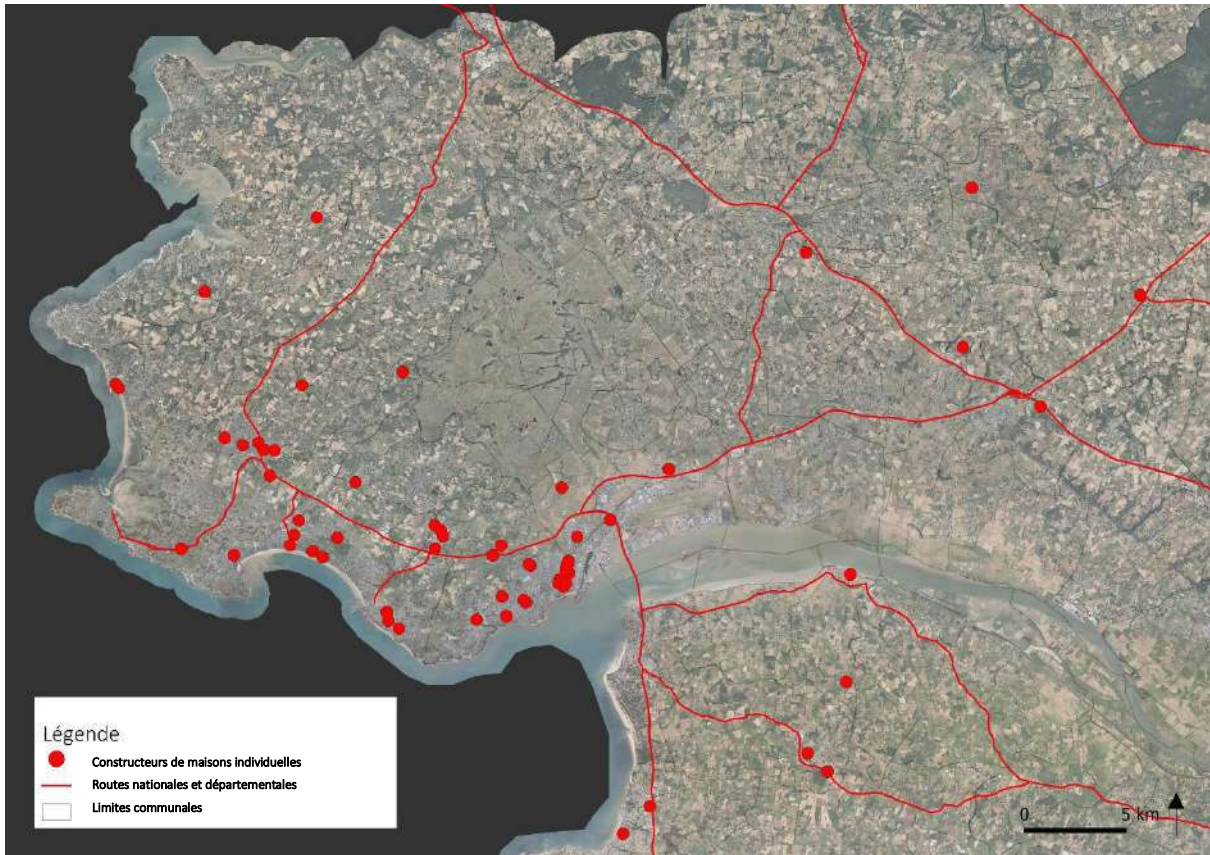 Légende
Constructeurs de maisons individuelles
Routes nationales et départementales
Limites communales
0 5 km